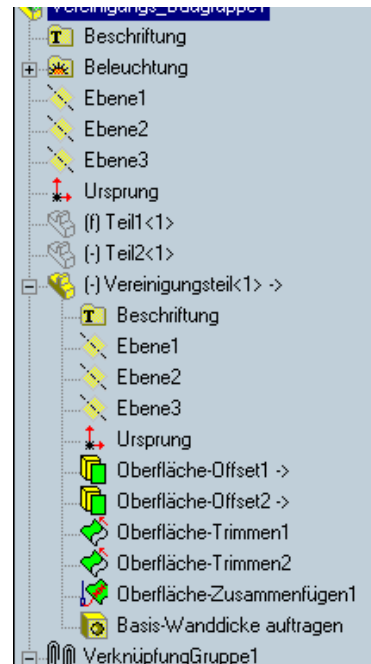 Vereinigungs_Baugruppe1
Beschriftung
Beleuchtung
Ebene1
Ebene2
Ebene3
Ursprung
(f) Teil1<1>
(-) Teil2<1>
(-) Vereinigungsteil<1> ->
Beschriftung
Ebene1
Ebene2
Ebene3
Ursprung
Oberfläche-Offset1 ->
Oberfläche-Offset2 ->
Oberfläche-Trimmen1
Oberfläche-Trimmen2
Oberfläche-Zusammenfügen1
Basis-Wanddicke auftragen
VerknüpfungGruppe1